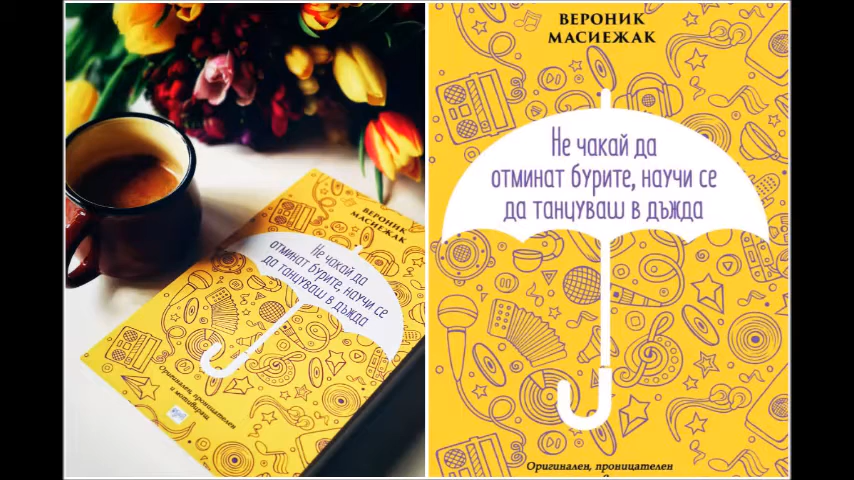 ВЕРОНИК
МАСИЕЖАК
Не чакай да
отминат бурите, научи се
да танцуваш в дъжда
Оригинален, проницателен
и мотивиращ
ВЕРОНИК
МАСИЕЖАК
Не чакай да
отминат бурите, научи се
да танцуваш в дъжда
Оригинален, проницателен